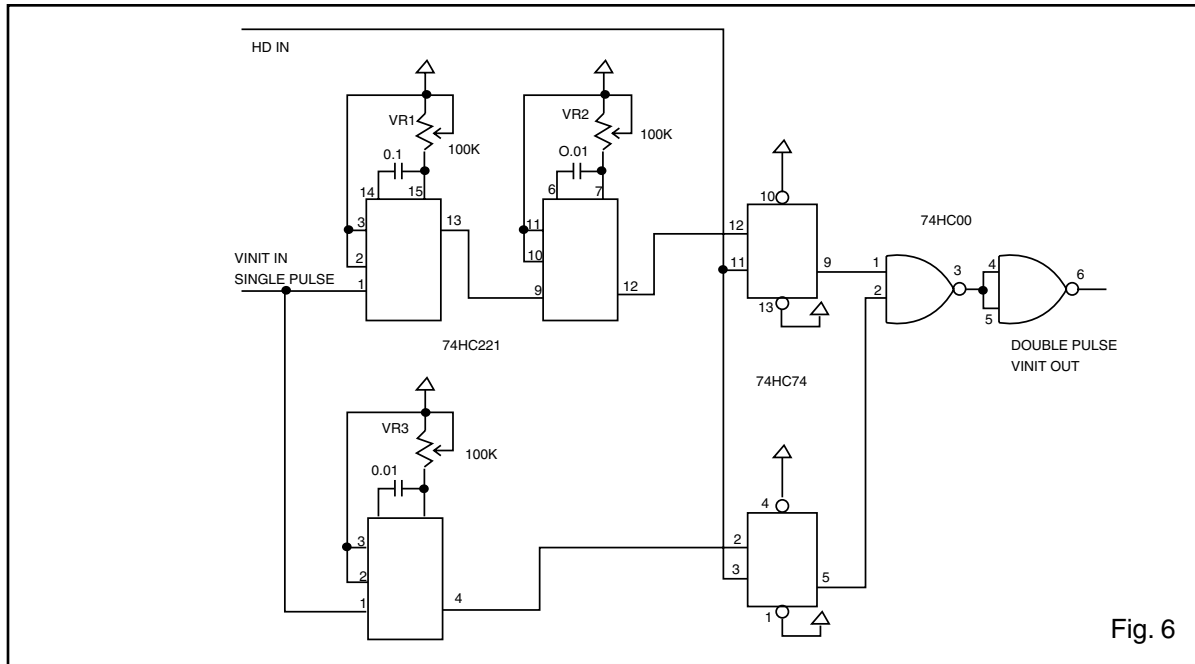 HD IN
VR1
100K
0.1
14
15
3
2
1
13
VR2
100K
O.01
6
7
11
10
9
12
VINIT IN
SINGLE PULSE
74HC221
10
12
11
9
13
74HC74
74HC00
1
2
3
4
5
6
DOUBLE PULSE
VINIT OUT
VR3
100K
0.01
3
2
1
4
4
2
3
5
1
Fig. 6